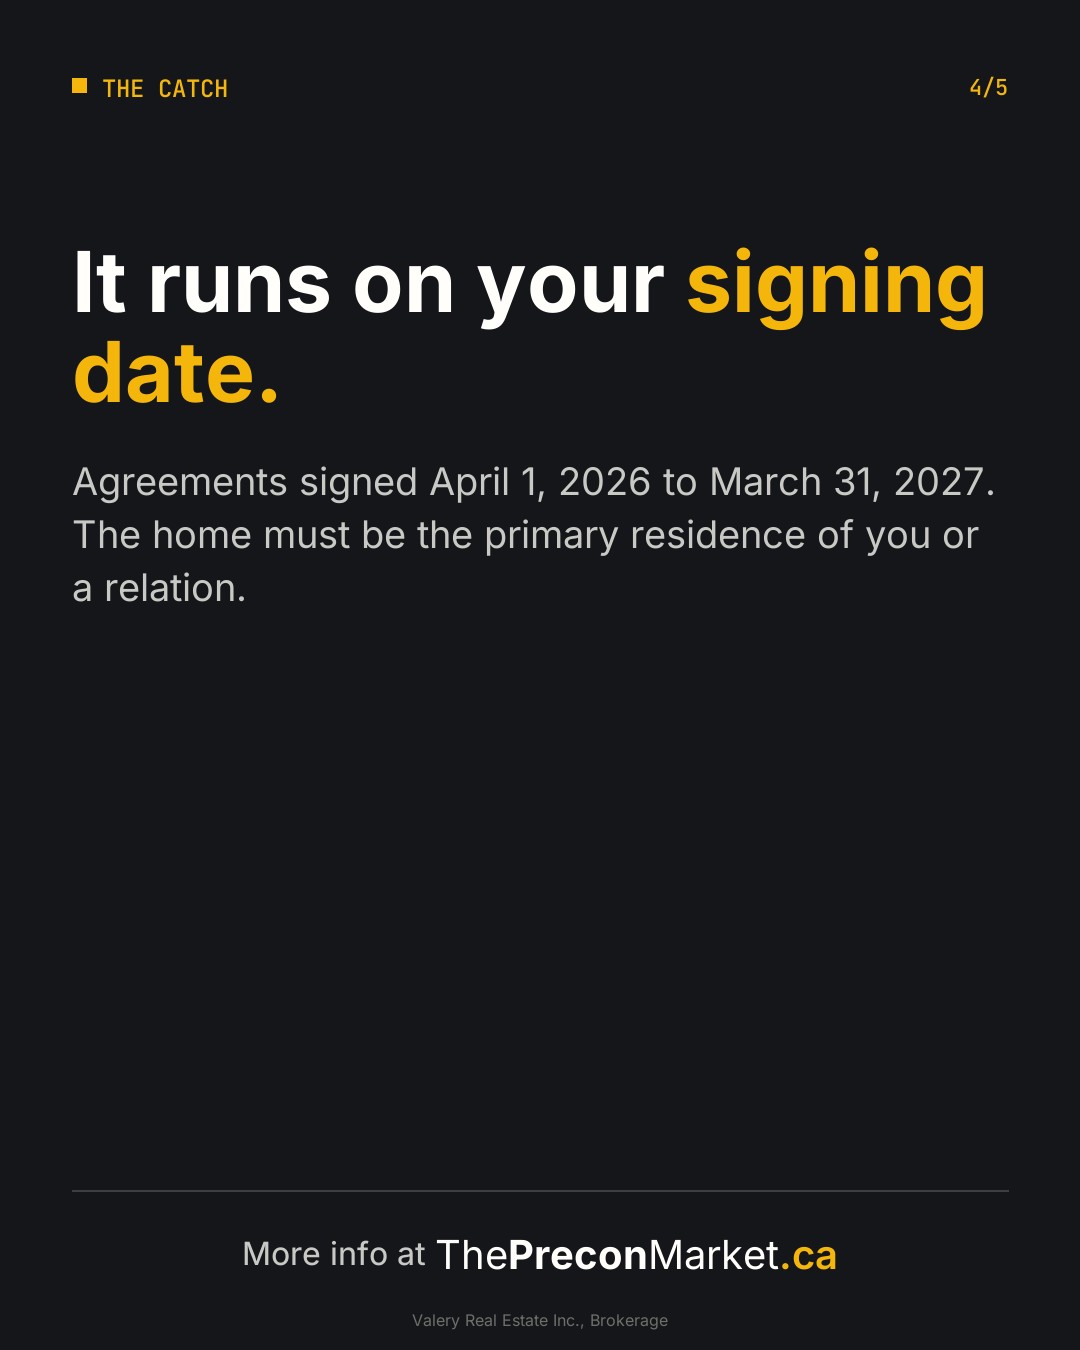 THE CATCH
4/5
It runs on your signing
date.
Agreements signed April 1, 2026 to March 31, 2027.
The home must be the primary residence of you or
a relation.
More info at ThePreconMarket.ca
Valery Real Estate Inc., Brokerage